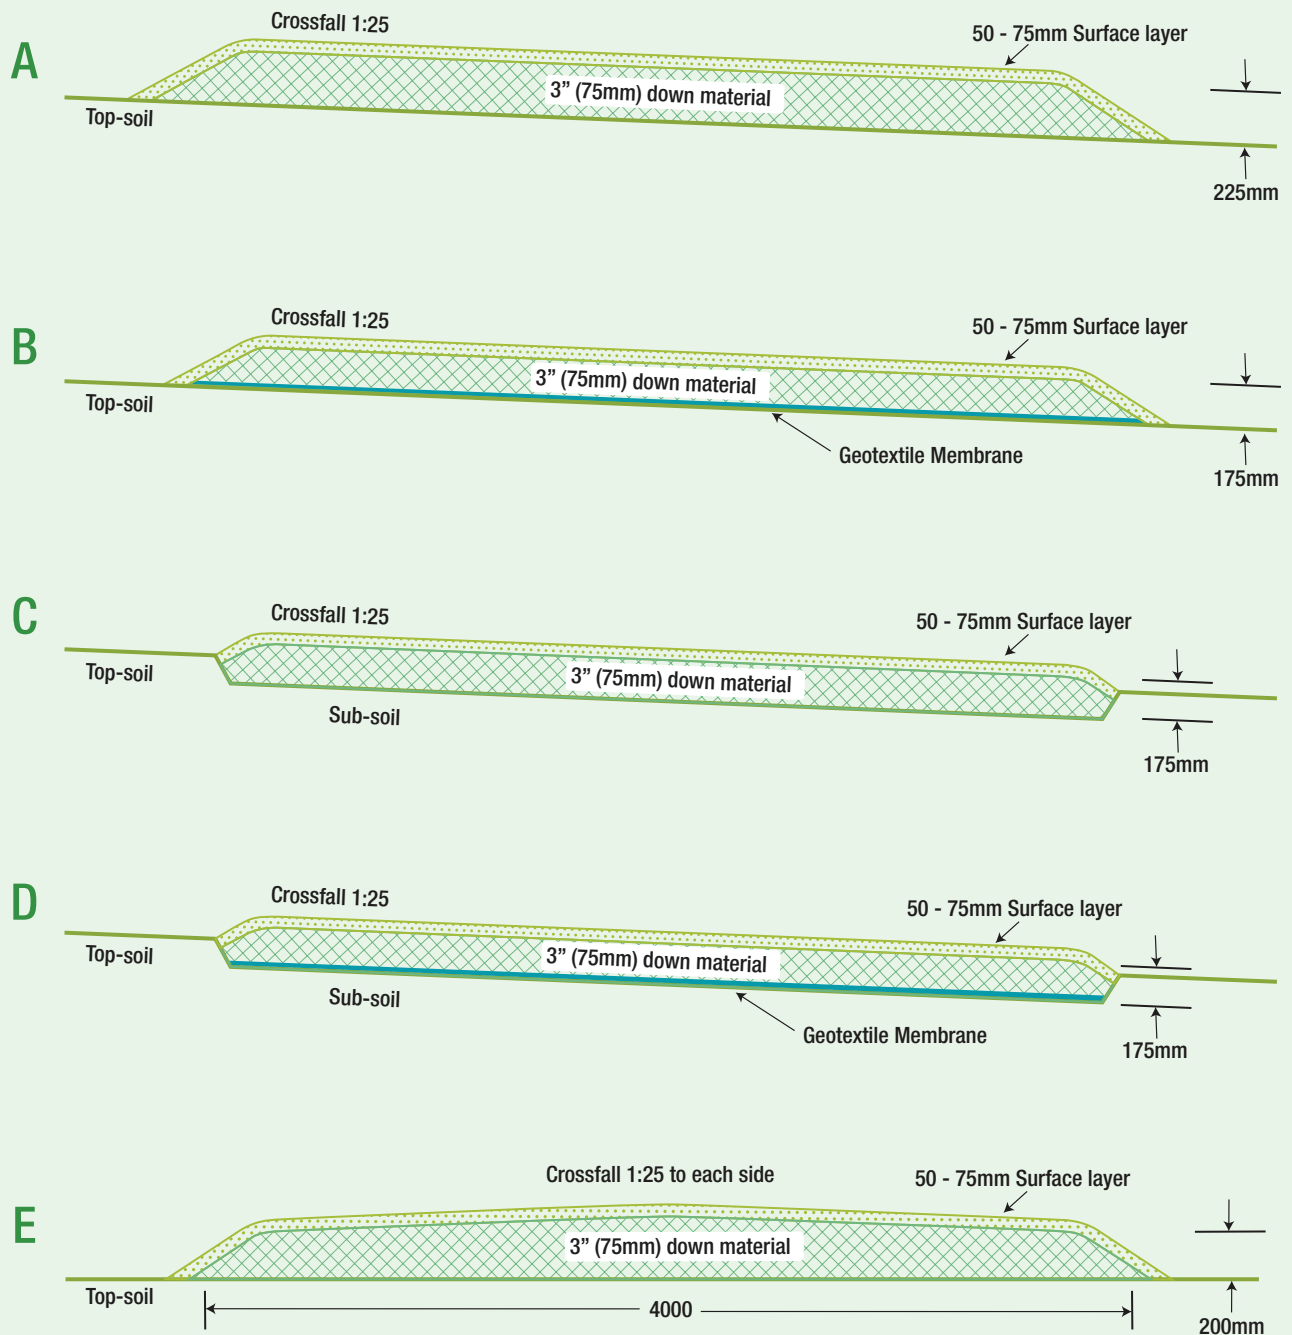 A
Crossfall 1:25
50 - 75mm Surface layer
3” (75mm) down material
Top-soil
225mm
B
Crossfall 1:25
50 - 75mm Surface layer
3” (75mm) down material
Top-soil
Geotextile Membrane
175mm
C
Crossfall 1:25
50 - 75mm Surface layer
Top-soil
3” (75mm) down material
Sub-soil
175mm
D
Crossfall 1:25
50 - 75mm Surface layer
Top-soil
3” (75mm) down material
Sub-soil
Geotextile Membrane
175mm
E
Crossfall 1:25 to each side
50 - 75mm Surface layer
3” (75mm) down material
Top-soil
4000
200mm